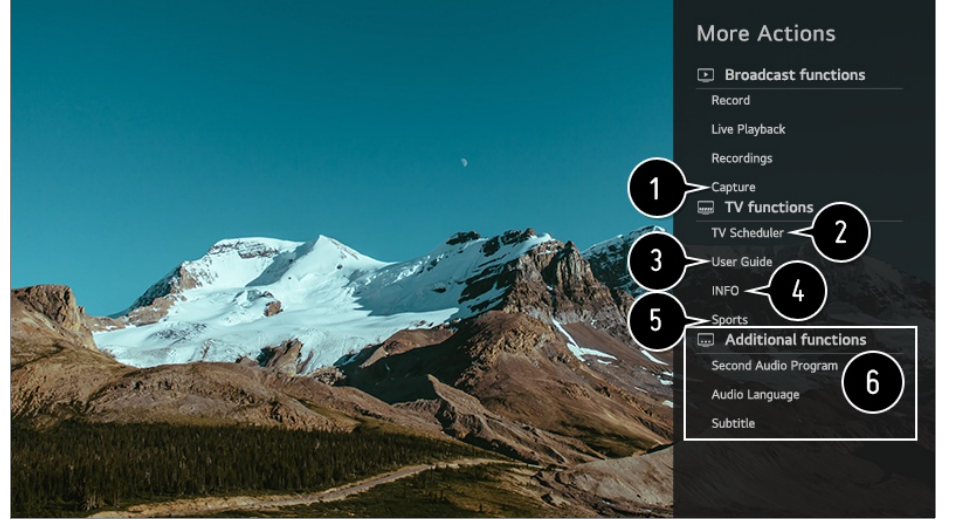 More Actions
Broadcast functions
Record
Live Playback
Recordings
1 Capture
TV functions
TV Scheduler 2
3 User Guide
INFO 4
5 Sports
Additional functions
Second Audio Program
6
Audio Language
Subtitle